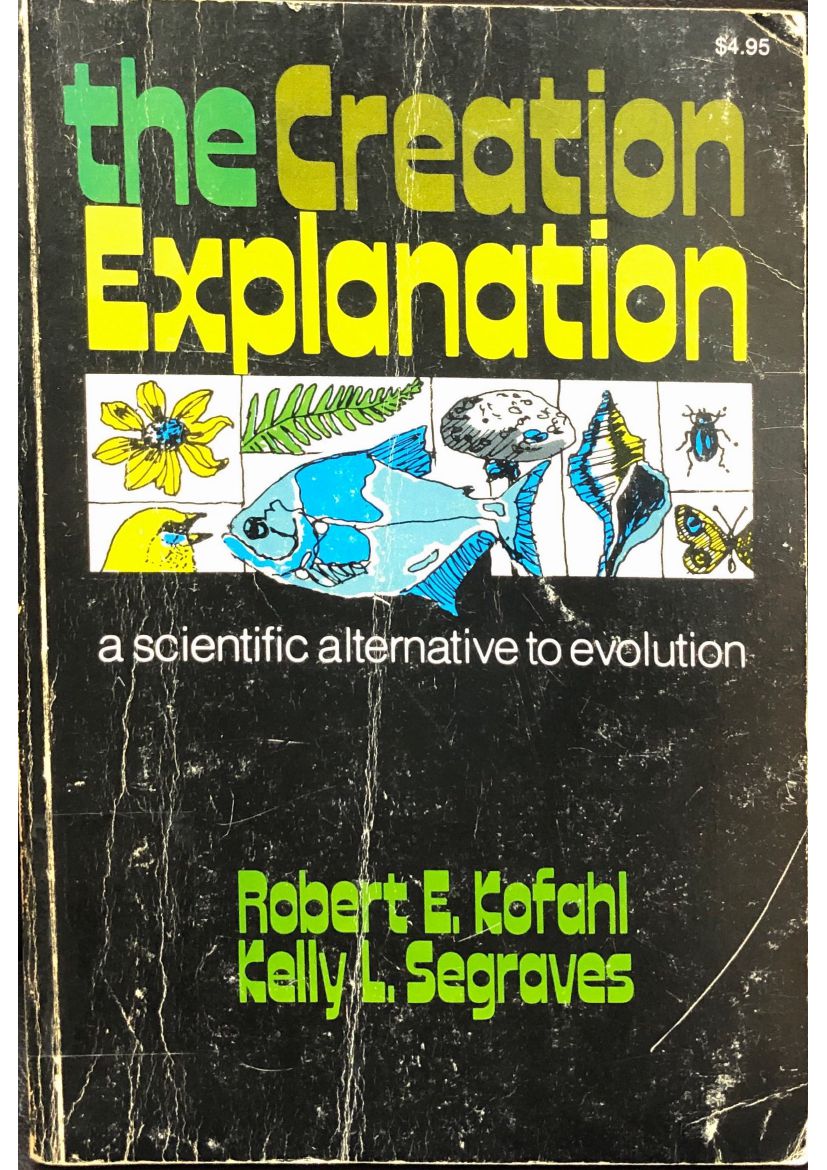 $4.95
the Creation
Explanation
a scientific alternative to evolution
Robert E. Kofahl
Kelly L. Segraves